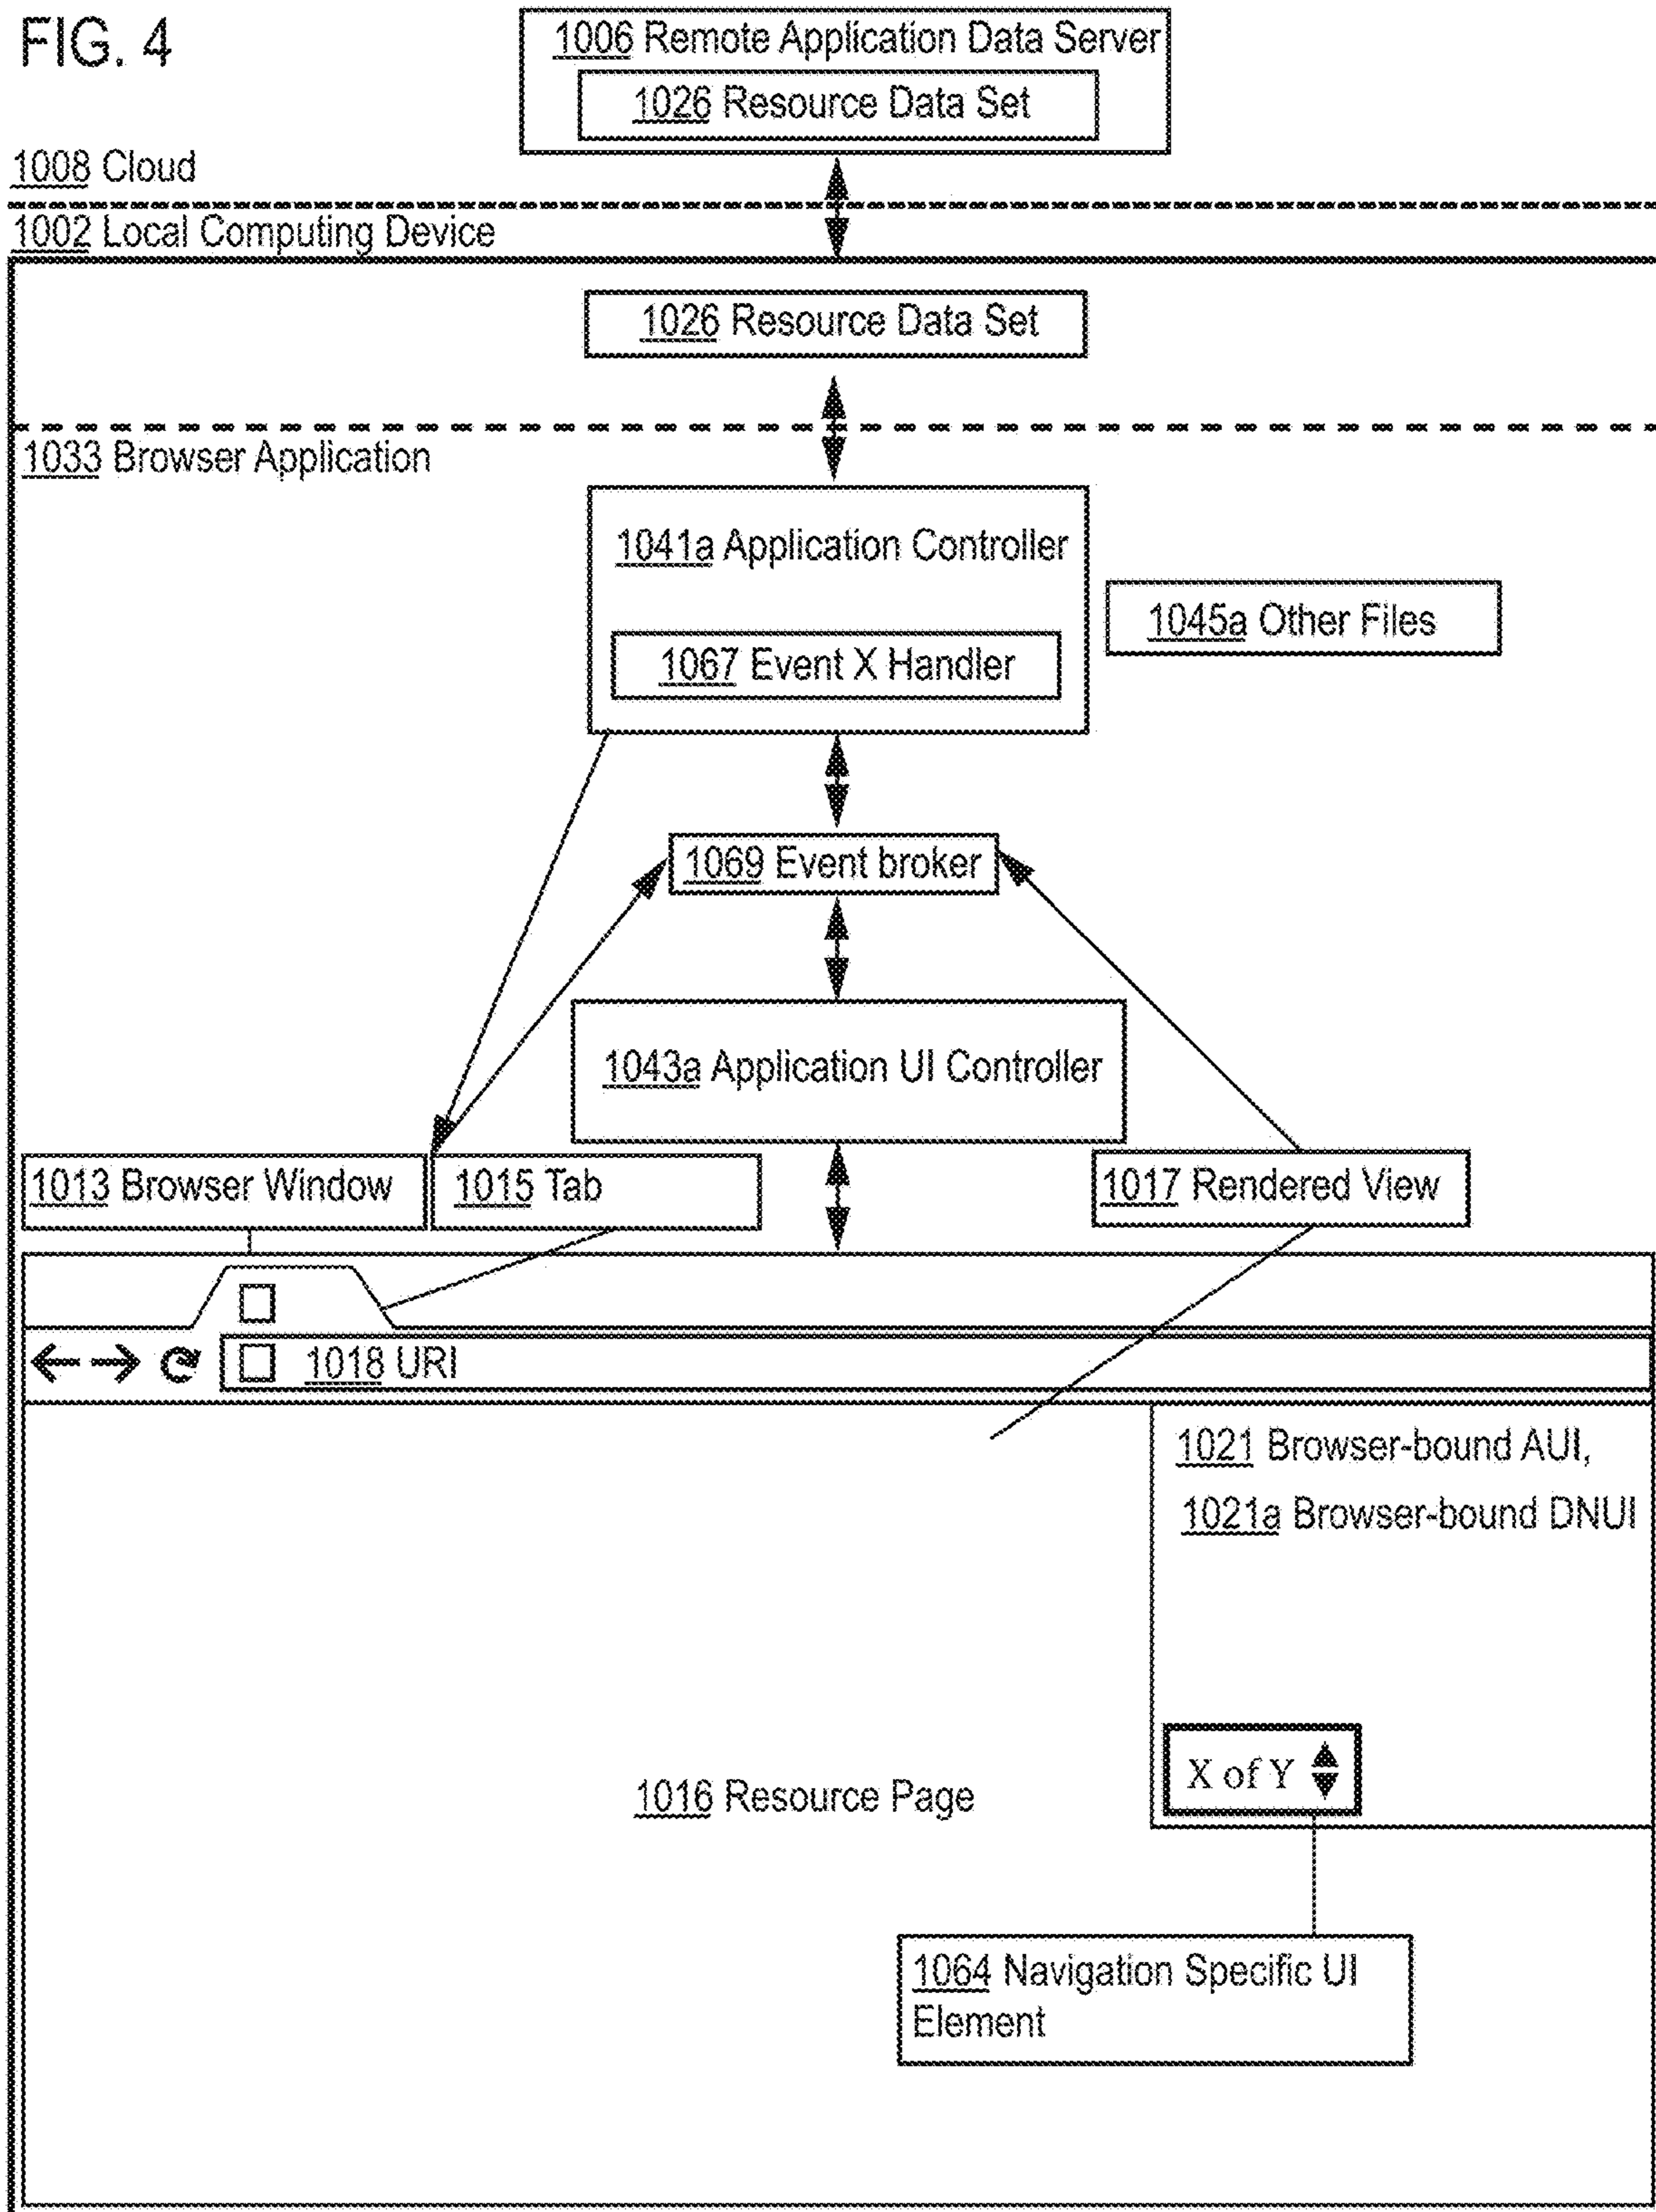 FIG. 4
1006 Remote Application Data Server
1026 Resource Data Set
1008 Cloud
1002 Local Computing Device
1026 Resource Data Set
1033 Browser Application
1041a Application Controller
1045a Other Files
1067 Event X Handler
1069 Event broker
1043a Application UI Controller
1013 Browser Window
1015 Tab
1017 Rendered View
1018 URI
1021 Browser-bound AUI,
1021a Browser-bound DNUI
X of Y
1016 Resource Page
1064 Navigation Specific UI
Element